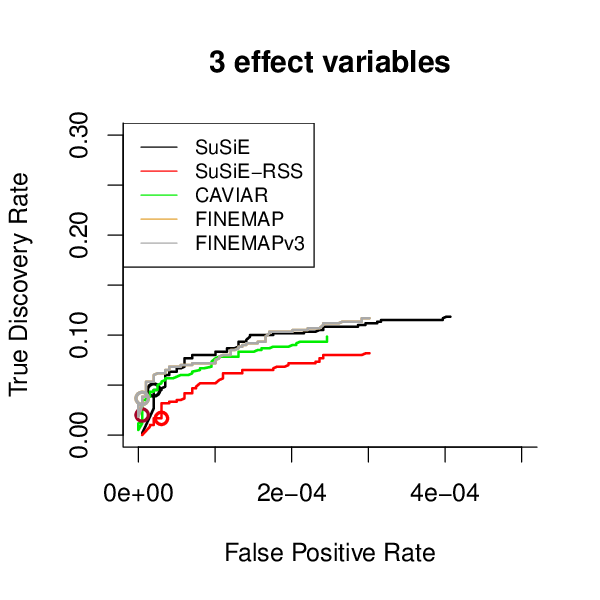 3 effect variables
True Discovery Rate
0.30
0.20
0.10
0.00
SuSiE
SuSiE−RSS
CAVIAR
FINEMAP
FINEMAPv3
0e+00 2e−04 4e−04
False Positive Rate